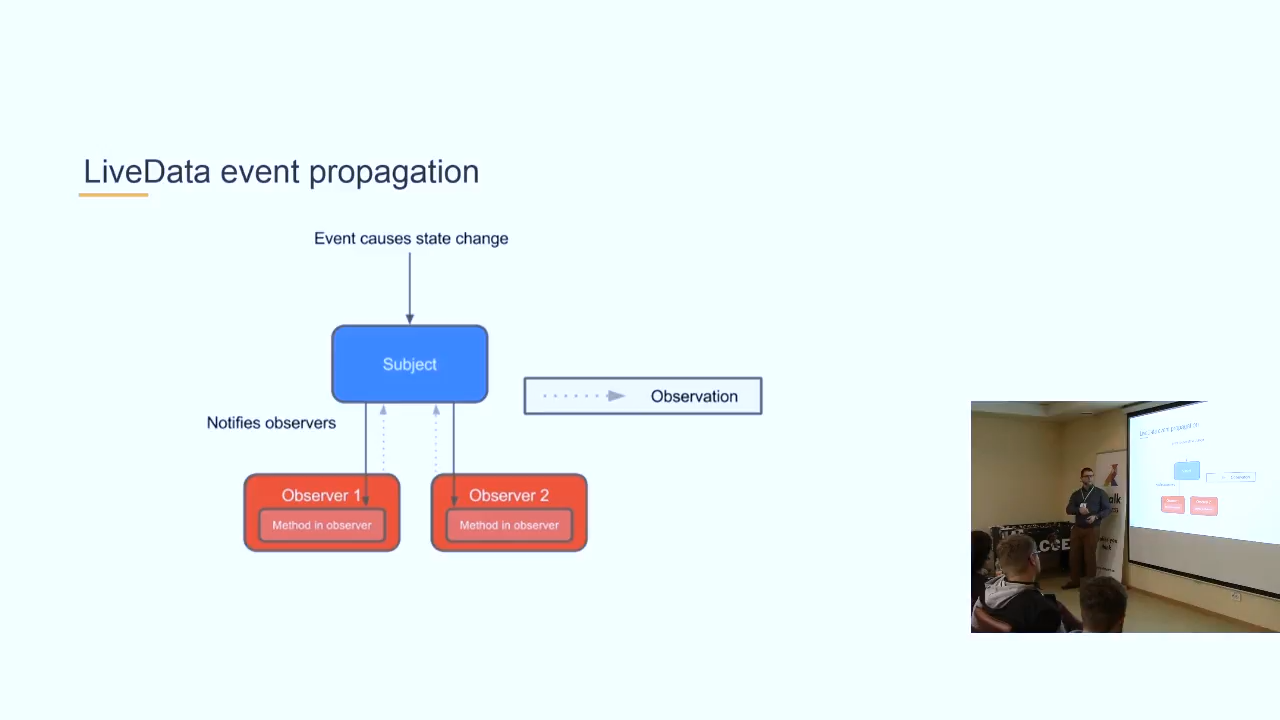 LiveData event propagation
Event causes state change
Subject
Observation
Notifies observers
Observer 1
Method in observer
Observer 2
Method in observer